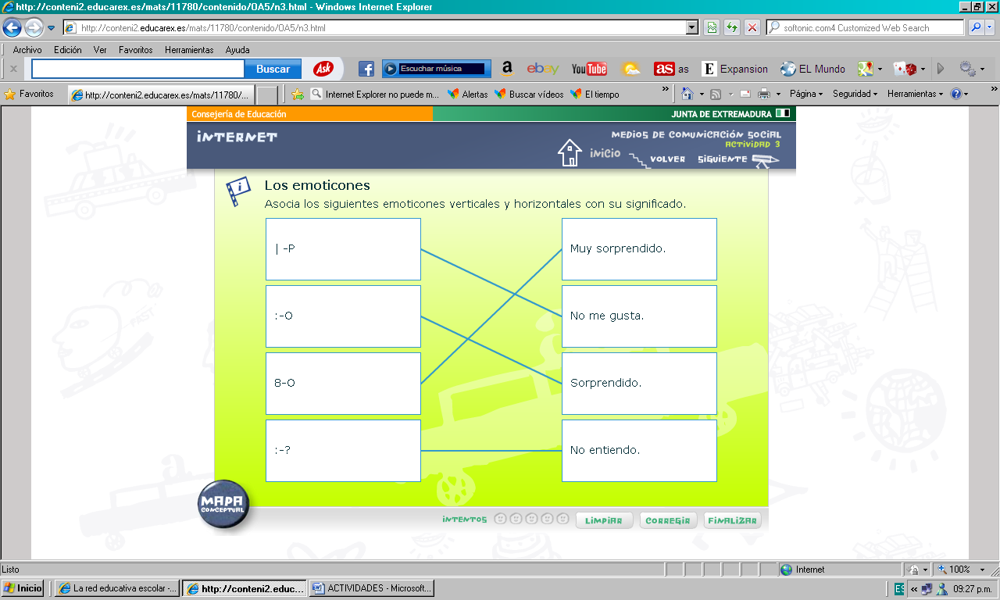 http://conteni2.educarex.es/mats/11780/contenido/OA5/n3.html - Windows Internet Explorer
http://conteni2.educarex.es/mats/11780/contenido/OA5/n3.html
softonic.com4 Customized Web Search
Archivo Edición Ver Favoritos Herramientas Ayuda
Buscar Ask Escuchar música a ebay YouTube as as E Expansion EL Mundo
Favoritos http://conteni2.educarex.es/mats/11780/... Internet Explorer no puede m... Alertas Buscar vídeos El tiempo » Página Seguridad Herramientas »
Consejería de Educación JUNTA DE EXTREMADURA
INTERNET
MEDIOS DE COMUNICACIÓN SOCIAL
ACTIVIDAD 3
INICIO VOLVER SIGUIENTE
Los emoticones
Asocia los siguientes emoticones verticales y horizontales con su significado.
| -P Muy sorprendido.
:-O No me gusta.
8-O Sorprendido.
:-? No entiendo.
MAPA
CONCEPTUAL
INTENTOS LIMPIAR CORREGIR FINALIZAR
Listo Internet 100%
Inicio La red educativa escolar -... http://conteni2.educ... ACTIVIDADES - Microsoft... ES « 09:27 p.m.